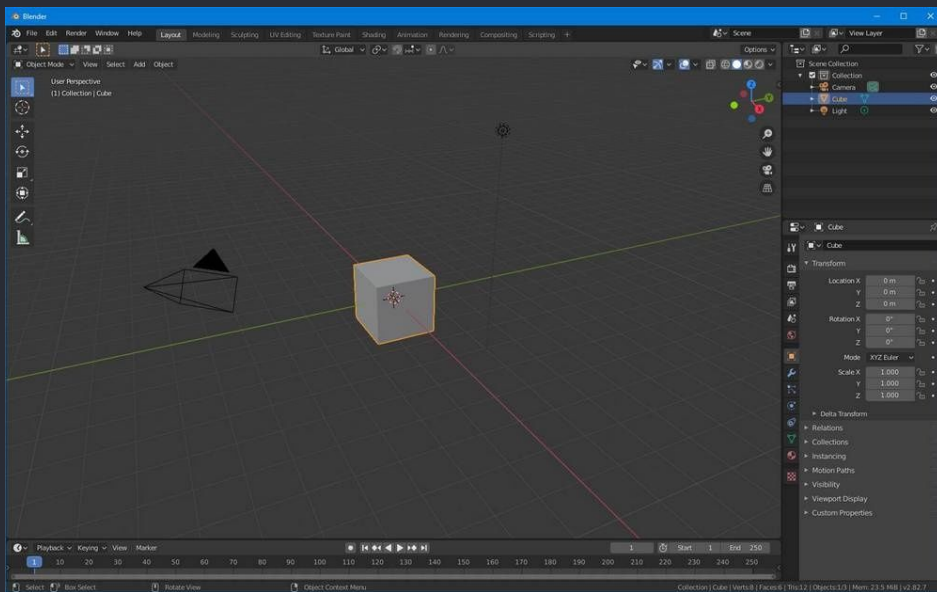 Blender
File Edit Render Window Help Layout Modeling Sculpting UV Editing Texture Paint Shading Animation Rendering Compositing Scripting + Scene View Layer
Global Options
Object Mode View Select Add Object
User Perspective
(1) Collection | Cube
Z
Y
X
Scene Collection
Collection
Camera
Cube
Light
Cube
Cube
Transform
Location X 0 m
Y 0 m
Z 0 m
Rotation X 0°
Y 0°
Z 0°
Mode XYZ Euler
Scale X 1.000
Y 1.000
Z 1.000
Delta Transform
Relations
Collections
Instancing
Motion Paths
Visibility
Viewport Display
Custom Properties
Playback Keying View Marker 1 Start 1 End 250
1 10 20 30 40 50 60 70 80 90 100 110 120 130 140 150 160 170 180 190 200 210 220 230 240 250
Select Box Select Rotate View Object Context Menu Collection | Cube | Verts:8 | Faces:6 | Tris:12 | Objects:1/3 | Mem: 23.5 MiB | v2.82.7